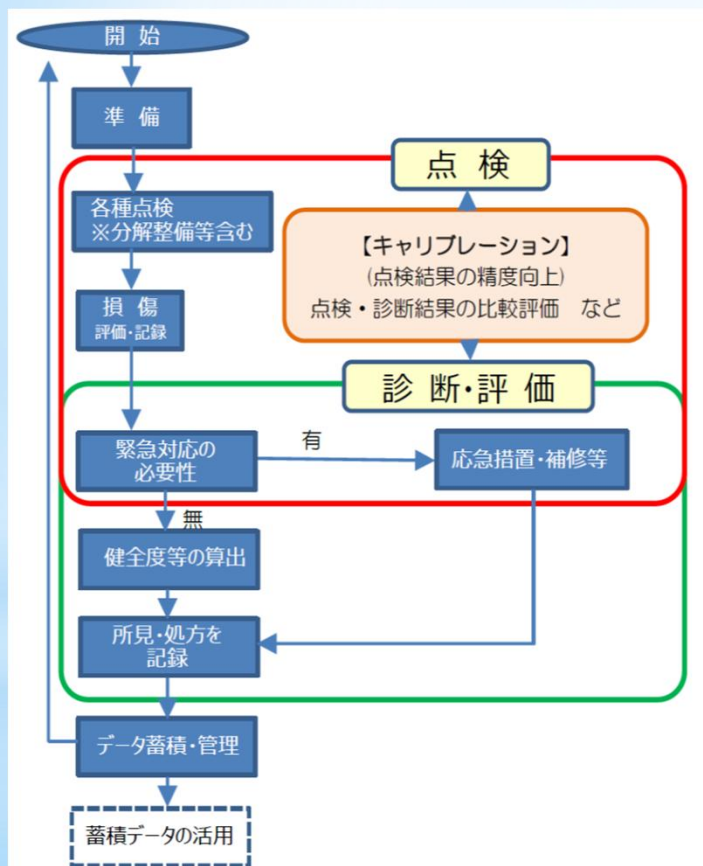 開 始
準 備
点 検
各種点検
※分解整備等含む
【キャリブレーション】
(点検結果の精度向上)
点検・診断結果の比較評価　など
損 傷
評価・記録
診 断・評 価
緊急対応の
必要性
有
応急措置・補修等
無
健全度等の算出
所見・処方を
記録
データ蓄積・管理
蓄積データの活用